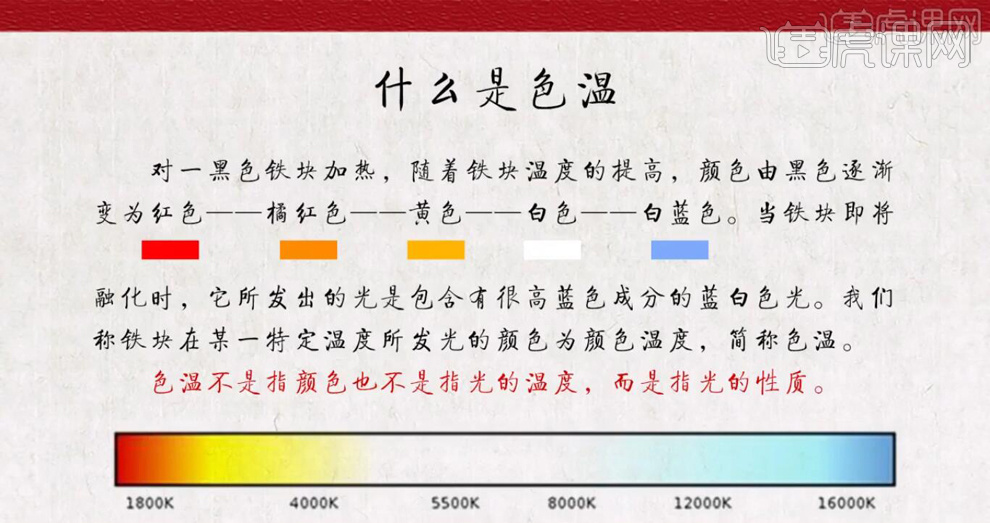 虎课网
什么是色温
对一黑色铁块加热，随着铁块温度的提高，颜色由黑色逐渐
变为红色——橘红色——黄色——白色——白蓝色。当铁块即将
融化时，它所发出的光是包含有很高蓝色成分的蓝白色光。我们
称铁块在某一特定温度所发光的颜色为颜色温度，简称色温。
色温不是指颜色也不是指光的温度，而是指光的性质。
1800K 4000K 5500K 8000K 12000K 16000K